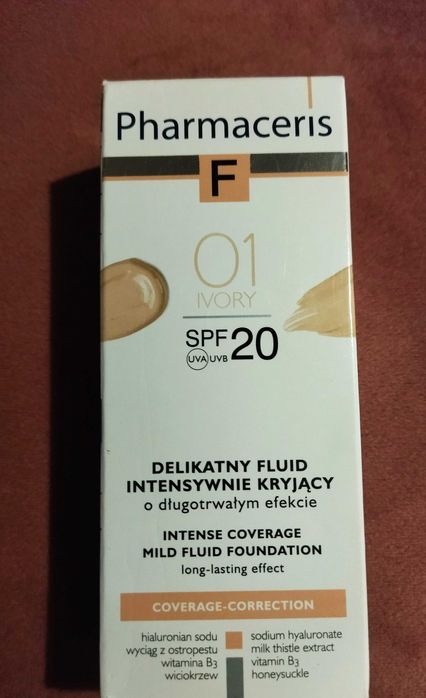 Pharmaceris
F
01
IVORY
SPF 20
UVA UVB
DELIKATNY FLUID
INTENSYWNIE KRYJĄCY
o długotrwałym efekcie
INTENSE COVERAGE
MILD FLUID FOUNDATION
long-lasting effect
COVERAGE-CORRECTION
hialuronian sodu
wyciąg z ostropestu
witamina B3
wiciokrzew
sodium hyaluronate
milk thistle extract
vitamin B3
honeysuckle